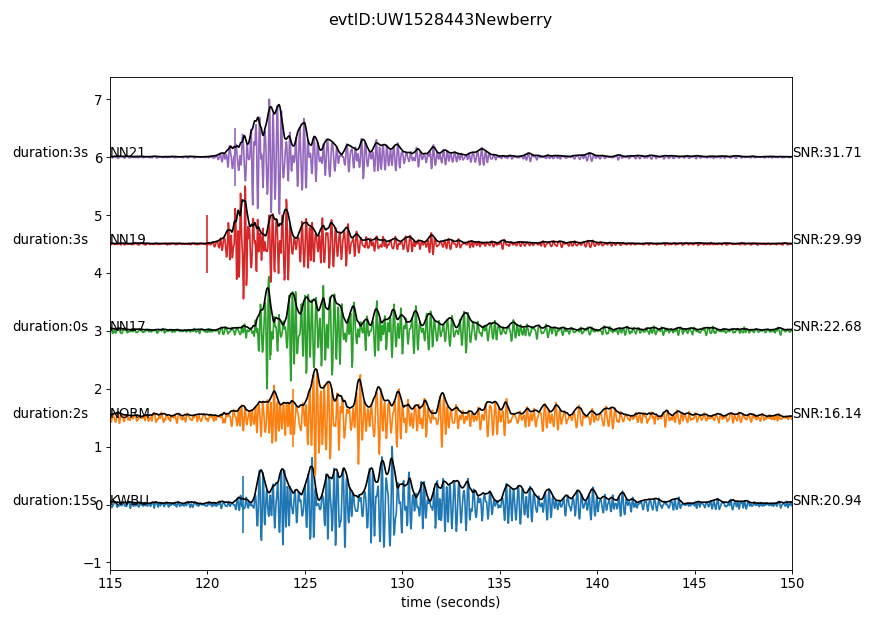 evtID:UW1528443Newberry
7
duration:3s NN21 SNR:31.71
6
5
duration:3s NN19 SNR:29.99
4
duration:0s NN17 SNR:22.68
3
2
duration:2s NORM SNR:16.14
1
duration:15s KWBU SNR:20.94
0
−1
115 120 125 130 135 140 145 150
time (seconds)